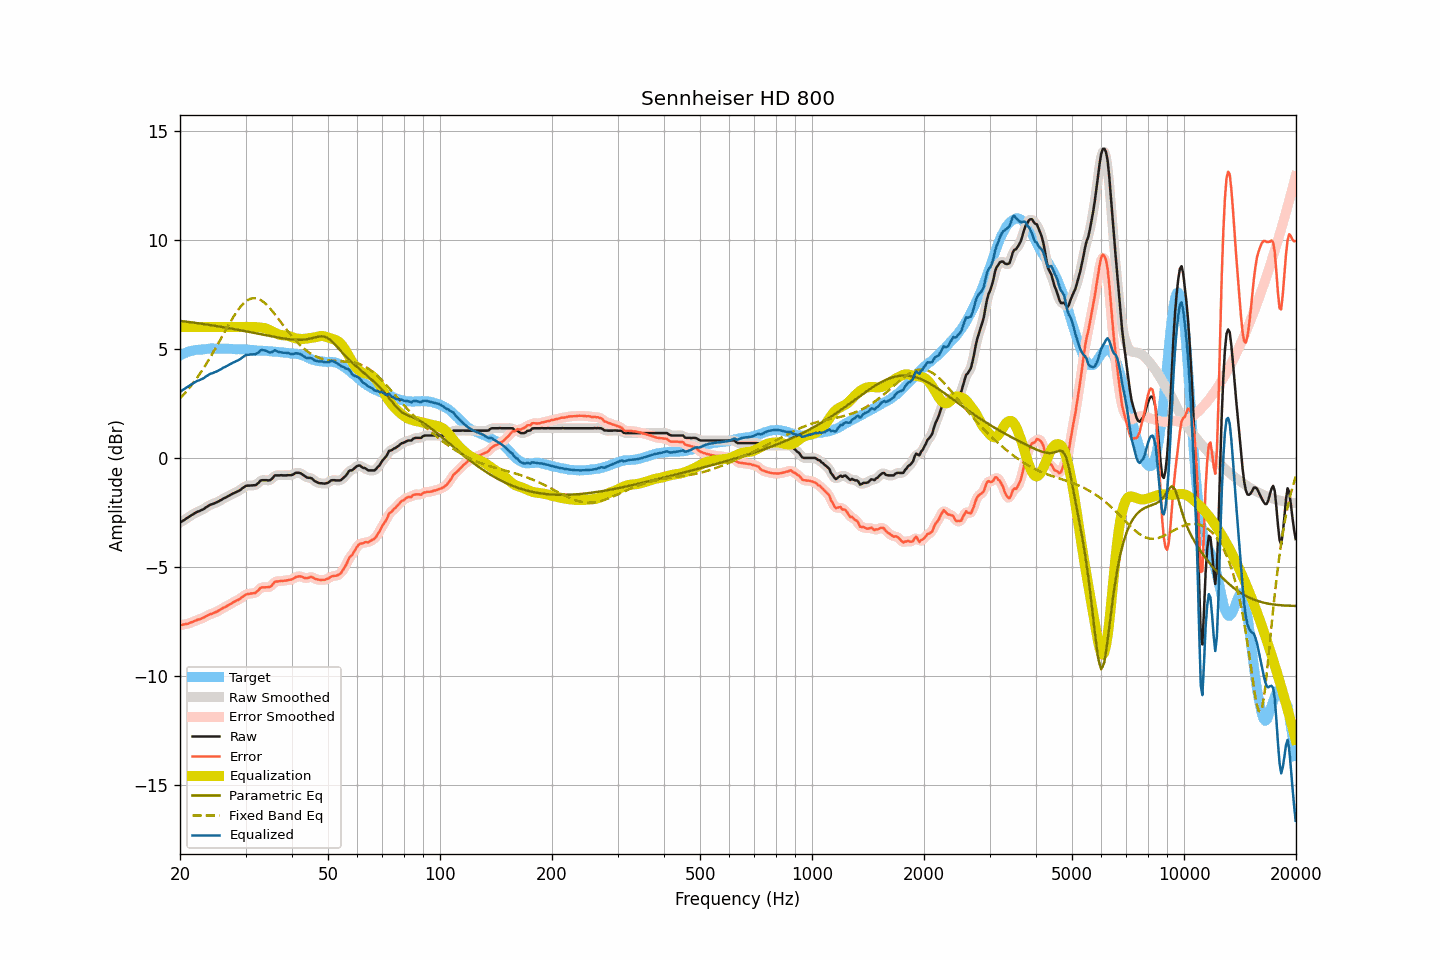 Sennheiser HD 800
15
10
5
0
−5
−10
−15
Amplitude (dBr)
Target
Raw Smoothed
Error Smoothed
Raw
Error
Equalization
Parametric Eq
Fixed Band Eq
Equalized
20 50 100 200 500 1000 2000 5000 10000 20000
Frequency (Hz)